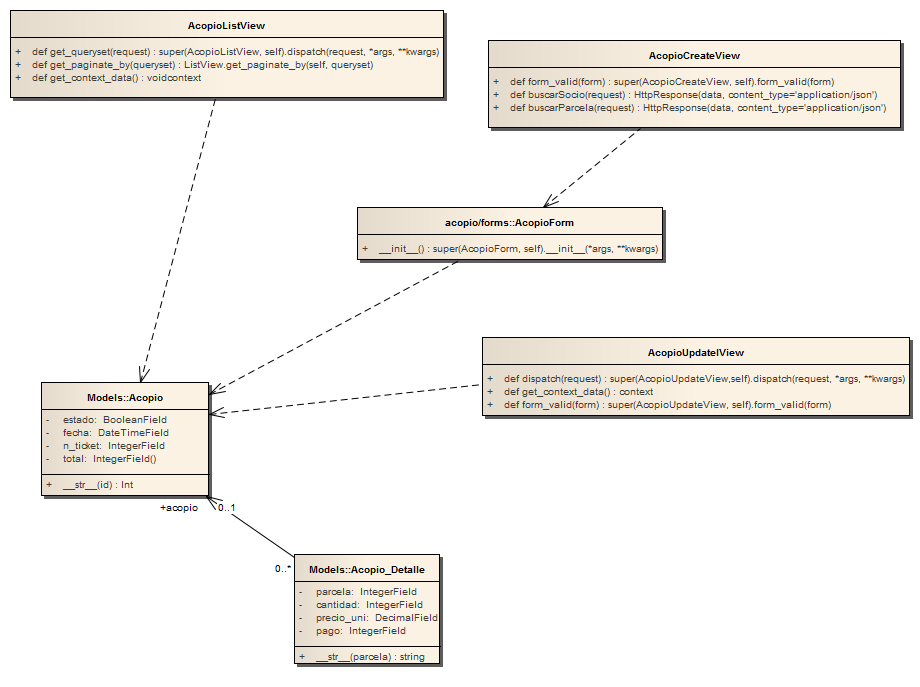 AcopioListView
+ def get_queryset(request) : super(AcopioListView, self).dispatch(request, *args, **kwargs)
+ def get_paginate_by(queryset) : ListView.get_paginate_by(self, queryset)
+ def get_context_data() : voidcontext
AcopioCreateView
+ def form_valid(form) : super(AcopioCreateView, self).form_valid(form)
+ def buscarSocio(request) : HttpResponse(data, content_type='application/json')
+ def buscarParcela(request) : HttpResponse(data, content_type='application/json')
acopio/forms::AcopioForm
+ __init__() : super(AcopioForm, self).__init__(*args, **kwargs)
AcopioUpdatelView
+ def dispatch(request) : super(AcopioUpdateView,self).dispatch(request, *args, **kwargs)
+ def get_context_data() : context
+ def form_valid(form) : super(AcopioUpdateView, self).form_valid(form)
Models::Acopio
- estado: BooleanField
- fecha: DateTimeField
- n_ticket: IntegerField
- total: IntegerField()
+ __str__(id) : Int
+acopio 0..1
0..*
Models::Acopio_Detalle
- parcela: IntegerField
- cantidad: IntegerField
- precio_uni: DecimalField
- pago: IntegerField
+ __str__(parcela) : string